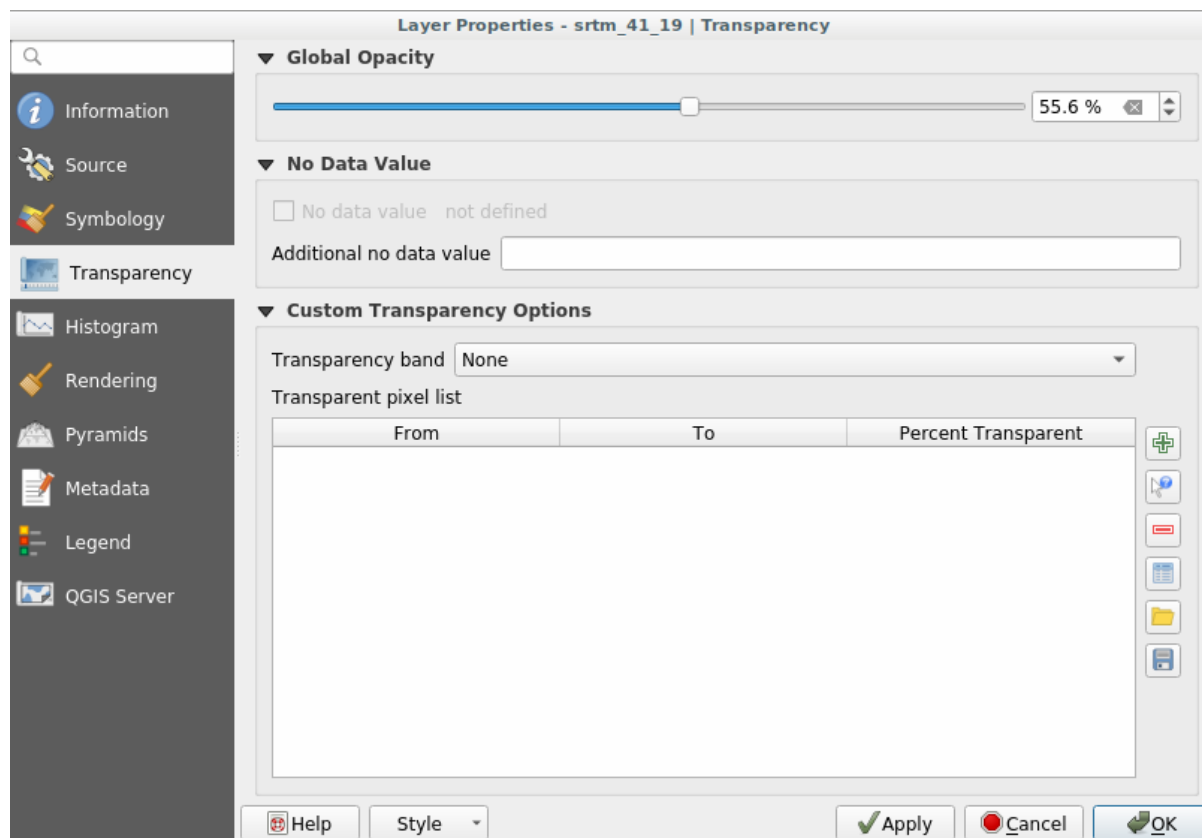 Layer Properties - srtm_41_19 | Transparency
Information
Source
Symbology
Transparency
Histogram
Rendering
Pyramids
Metadata
Legend
QGIS Server
Global Opacity
55.6 %
No Data Value
No data value not defined
Additional no data value
Custom Transparency Options
Transparency band None
Transparent pixel list
From To Percent Transparent
Help Style Apply Cancel OK